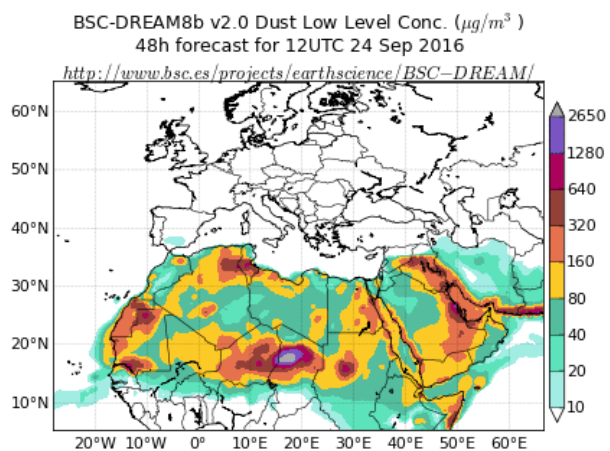 BSC-DREAM8b v2.0 Dust Low Level Conc. (μg/m³ )
48h forecast for 12UTC 24 Sep 2016
http://www.bsc.es/projects/earthscience/BSC−DREAM/
60°N
50°N
40°N
30°N
20°N
10°N
20°W 10°W 0° 10°E 20°E 30°E 40°E 50°E 60°E
2650
1280
640
320
160
80
40
20
10